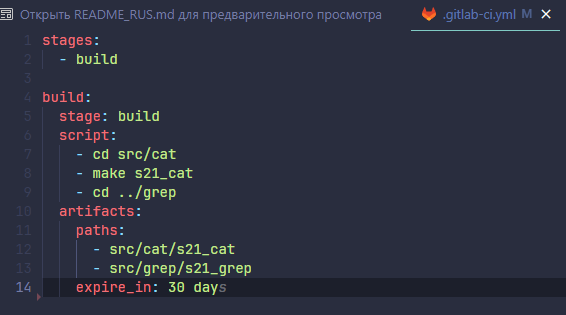 Открыть README_RUS.md для предварительного просмотра
.gitlab-ci.yml M
1 stages:
2 - build
3
4 build:
5 stage: build
6 script:
7 - cd src/cat
8 - make s21_cat
9 - cd ../grep
10 artifacts:
11 paths:
12 - src/cat/s21_cat
13 - src/grep/s21_grep
14 expire_in: 30 days